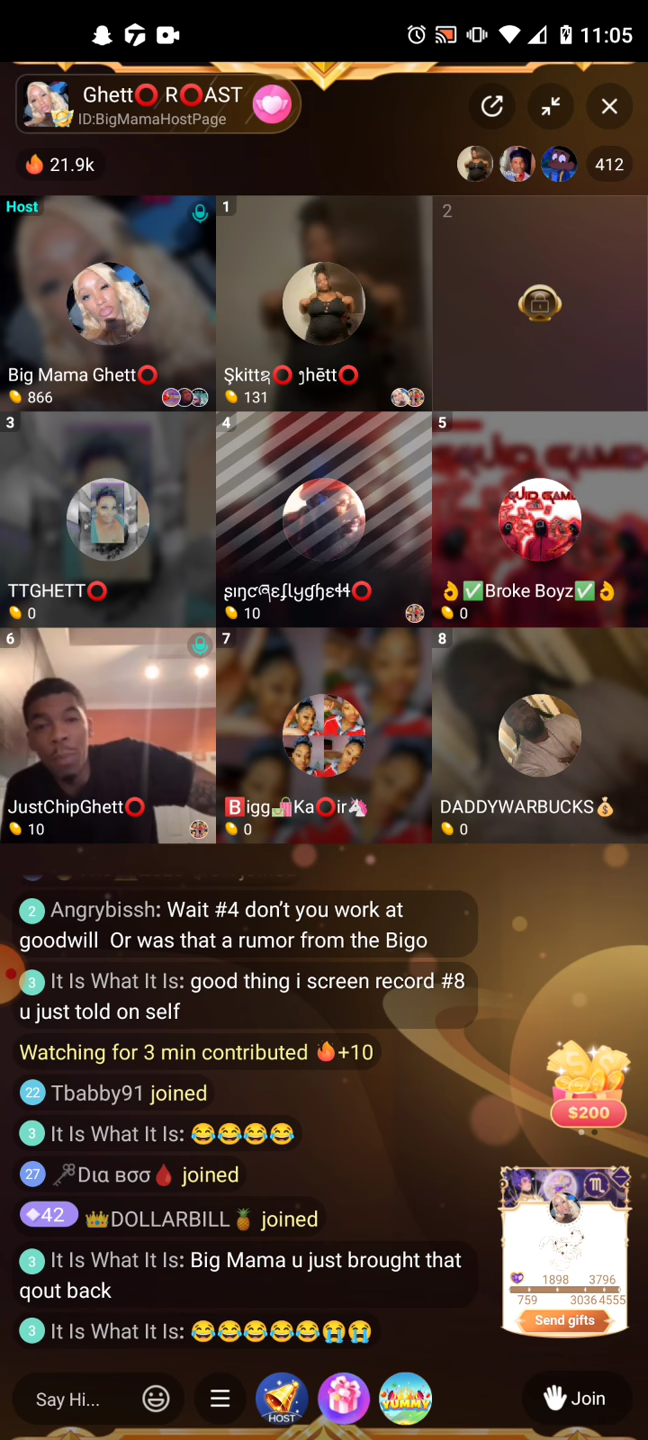 11:05
Ghett⭕ R⭕AST
ID:BigMamaHostPage
🔥 21.9k
412
Host
1
2
Big Mama Ghett⭕
866
131
3
4
5
TTGHETT⭕
0
10
👌✅Broke Boyz✅👌
0
6
7
8
JustChipGhett⭕
10
🅱igg🛍Ka⭕ir🦄
0
DADDYWARBUCKS💰
0
2 Angrybissh: Wait #4 don’t you work at
goodwill Or was that a rumor from the Bigo
3 It Is What It Is: good thing i screen record #8
u just told on self
Watching for 3 min contributed 🔥+10
22 Tbabby91 joined
3 It Is What It Is: 😂😂😂😂
27 🗝Dια вσσ🩸 joined
42 👑DOLLARBILL🍍 joined
3 It Is What It Is: Big Mama u just brought that
qout back
3 It Is What It Is: 😂😂😂😂😂😭😭
$200
1898 3796
759 3036 4555
Send gifts
Say Hi...
HOST
YUMMY
Join